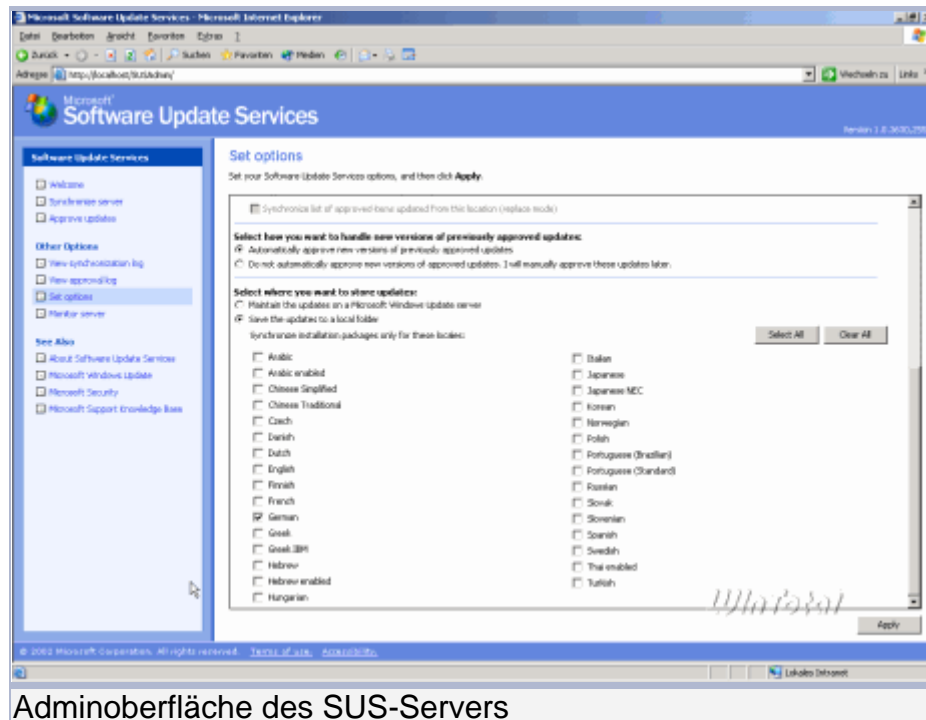 Microsoft Software Update Services - Microsoft Internet Explorer
Datei Bearbeiten Ansicht Favoriten Extras ?
Zurück Suchen Favoriten Medien
Adresse http://localhost/SUSAdmin/ Wechseln zu Links
Microsoft
Software Update Services
Software Update Services
Welcome
Synchronize server
Approve updates
Other Options
View synchronization log
View approval log
Set options
Monitor server
See Also
About Software Update Services
Microsoft Windows Update
Microsoft Security
Microsoft Support Knowledge Base
Set options
Set your Software Update Services options, and then click Apply.
Synchronize list of approved items updated from this location (replace mode)
Select how you want to handle new versions of previously approved updates:
Automatically approve new versions of previously approved updates
Do not automatically approve new versions of approved updates. I will manually approve these updates later.
Select where you want to store updates:
Maintain the updates on a Microsoft Windows Update server
Save the updates to a local folder
Synchronize installation packages only for these locales:
Select All Clear All
Arabic
Arabic enabled
Chinese Simplified
Chinese Traditional
Czech
Danish
Dutch
English
Finnish
French
German
Greek
Greek IBM
Hebrew
Hebrew enabled
Hungarian
Italian
Japanese
Japanese NEC
Korean
Norwegian
Polish
Portuguese (Brazilian)
Portuguese (Standard)
Russian
Slovak
Slovenian
Spanish
Swedish
Thai enabled
Turkish
WinTotal
Apply
© 2002 Microsoft Corporation. All rights reserved. Terms of use. Accessibility.
Lokales Intranet
Adminoberfläche des SUS-Servers